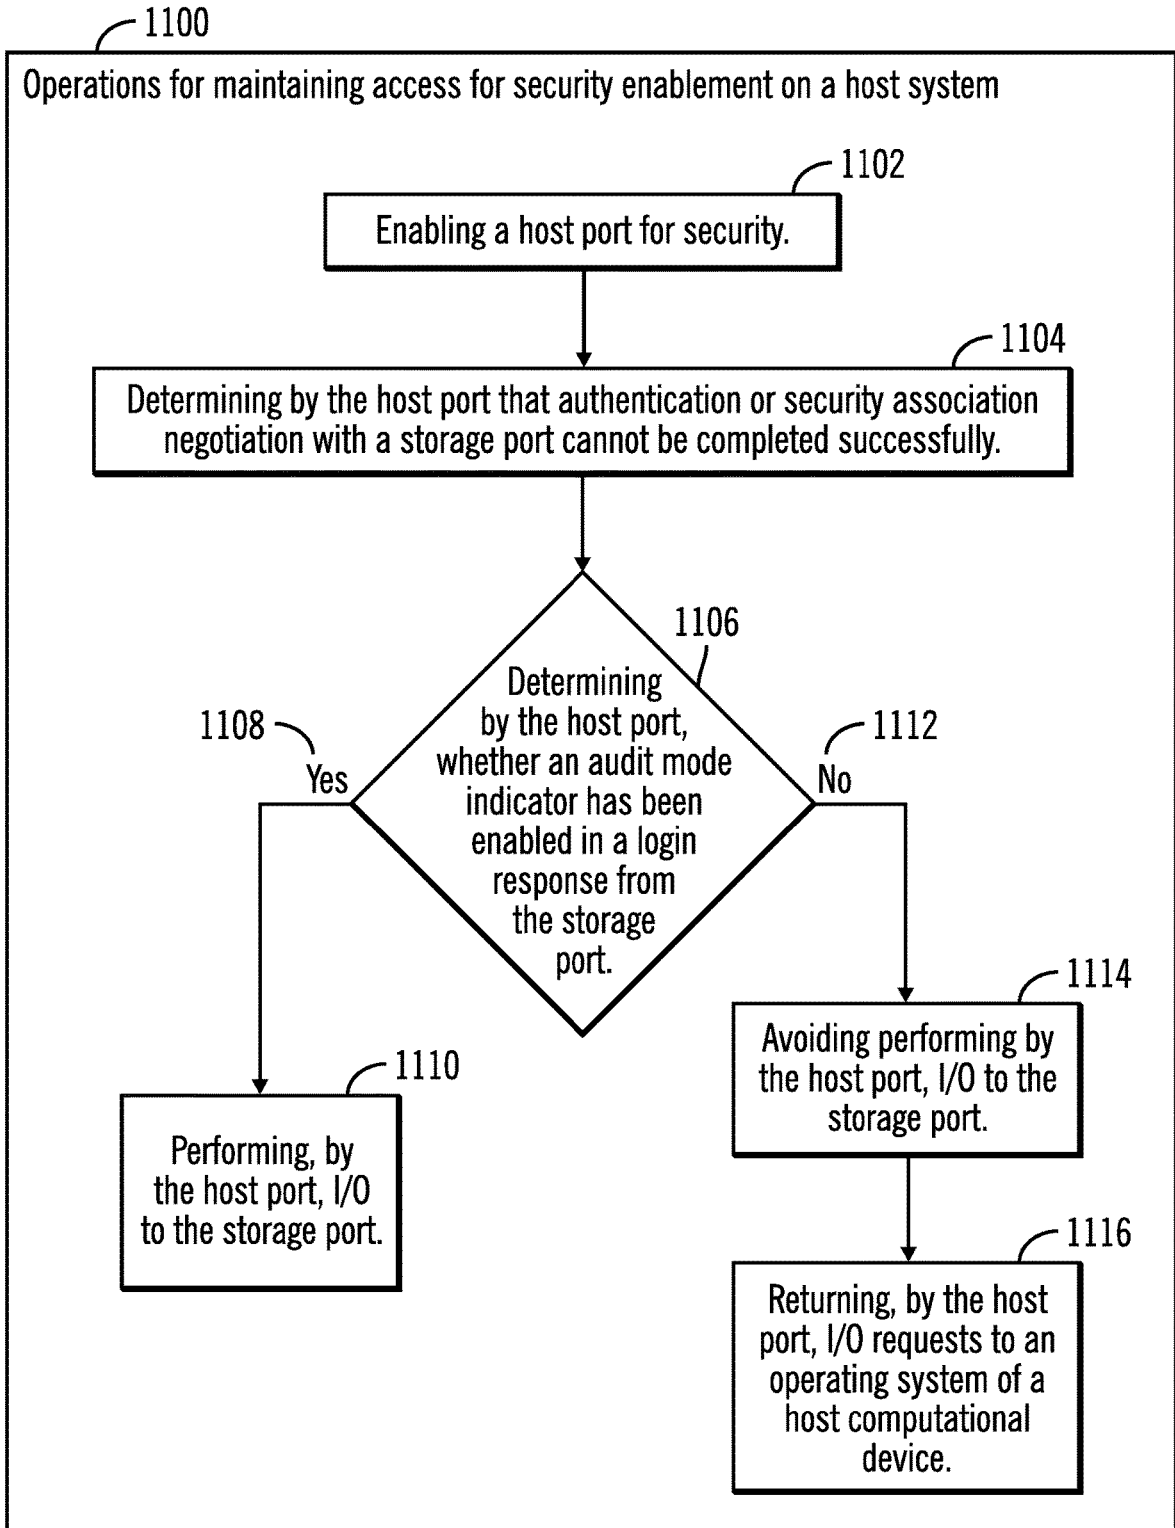 1100
Operations for maintaining access for security enablement on a host system
1102
Enabling a host port for security.
1104
Determining by the host port that authentication or security association
negotiation with a storage port cannot be completed successfully.
1106
Determining
by the host port,
whether an audit mode
indicator has been
enabled in a login
response from
the storage
port.
1108
Yes
1112
No
1110
Performing, by
the host port, I/O
to the storage port.
1114
Avoiding performing by
the host port, I/O to the
storage port.
1116
Returning, by the host
port, I/O requests to an
operating system of a
host computational
device.